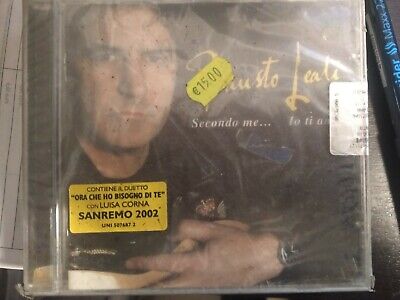 €15,00
Fausto Leali
Secondo me... Io ti a
CONTIENE IL DUETTO
"ORA CHE HO BISOGNO DI TE"
CON LUISA CORNA
SANREMO 2002
UNI 507687 2